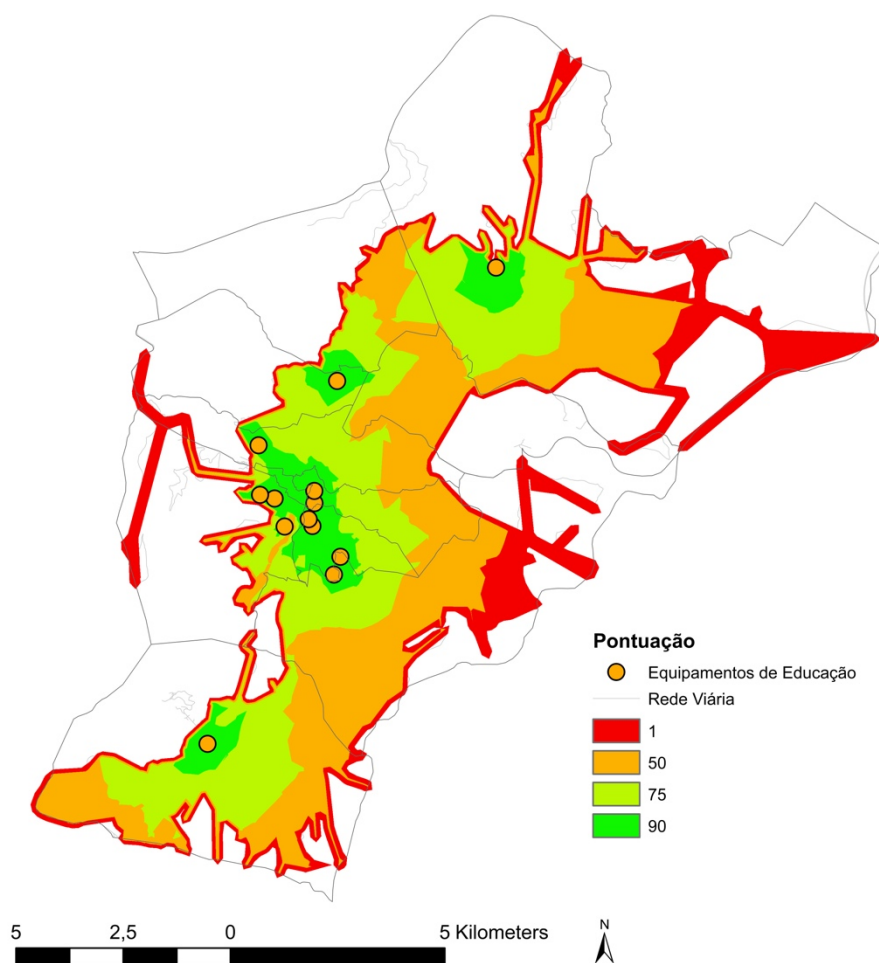 Pontuação
Equipamentos de Educação
Rede Viária
1
50
75
90
5 2,5 0 5 Kilometers
N